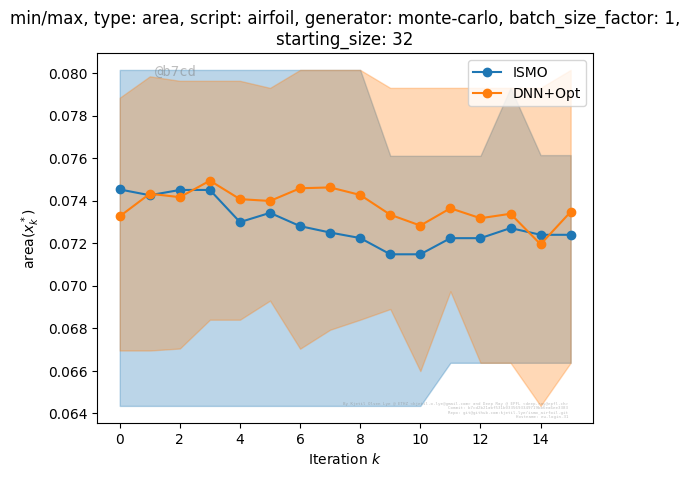 min/max, type: area, script: airfoil, generator: monte-carlo, batch_size_factor: 1,
starting_size: 32
@b7cd
ISMO
DNN+Opt
0.080
0.078
0.076
0.074
0.072
0.070
0.068
0.066
0.064
area(x_k^*)
0 2 4 6 8 10 12 14
Iteration k